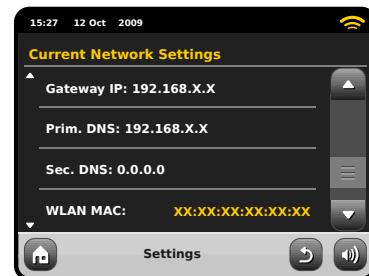 15:27 12 Oct 2009
Current Network Settings
Gateway IP: 192.168.X.X
Prim. DNS: 192.168.X.X
Sec. DNS: 0.0.0.0
WLAN MAC: XX:XX:XX:XX:XX:XX
Settings